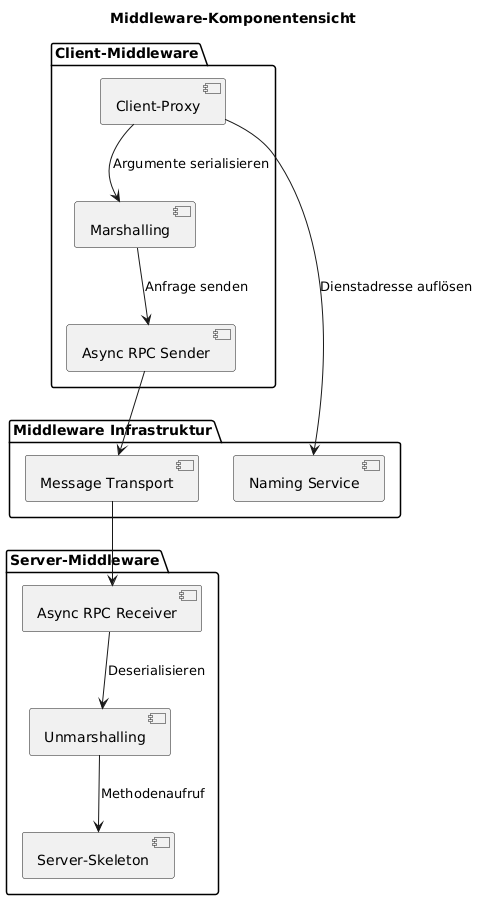 Middleware-Komponentensicht
Client-Middleware
Client-Proxy
Argumente serialisieren
Marshalling
Anfrage senden
Dienstadresse auflösen
Async RPC Sender
Middleware Infrastruktur
Message Transport
Naming Service
Server-Middleware
Async RPC Receiver
Deserialisieren
Unmarshalling
Methodenaufruf
Server-Skeleton